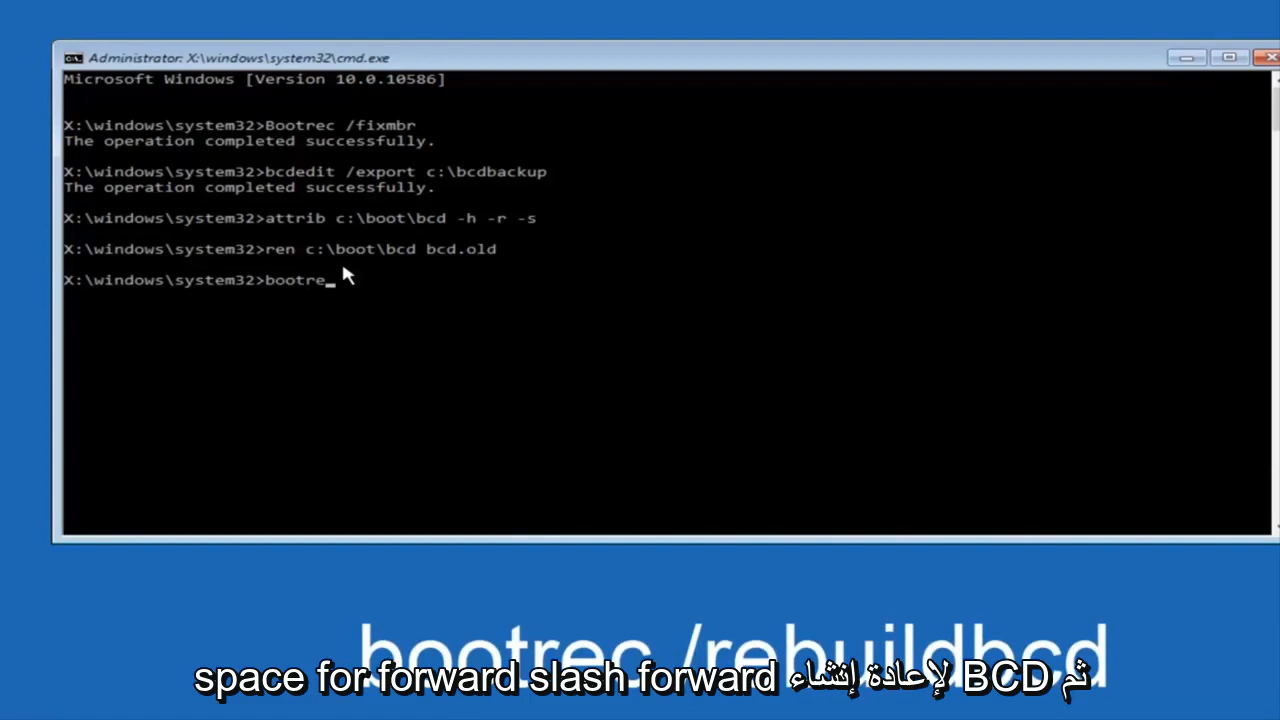 Administrator: X:\windows\system32\cmd.exe
Microsoft Windows [Version 10.0.10586]
X:\windows\system32>Bootrec /fixmbr
The operation completed successfully.
X:\windows\system32>bcdedit /export c:\bcdbackup
The operation completed successfully.
X:\windows\system32>attrib c:\boot\bcd -h -r -s
X:\windows\system32>ren c:\boot\bcd bcd.old
X:\windows\system32>bootre_
bootrec /rebuildbcd
space for forward slash forward لإعادة إنشاء BCD ثم